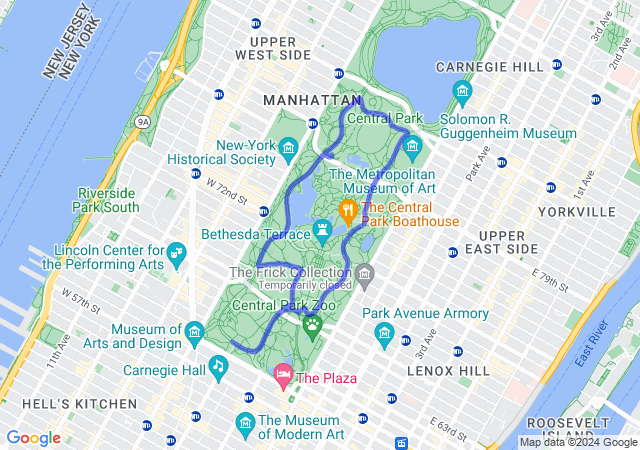 NEW JERSEY
NEW YORK
UPPER
WEST SIDE
3rd Ave
2nd Ave
CARNEGIE HILL
MANHATTAN
Central Park
Solomon R.
Guggenheim Museum
9A
New-York
Historical Society
Park Ave
1st Ave
The Metropolitan
Museum of Art
W 72nd St
Riverside
Park South
The Central
Park Boathouse
YORKVILLE
Bethesda Terrace
UPPER
EAST SIDE
Lincoln Center for
the Performing Arts
The Frick Collection
Temporarily closed
E 79th St
W 57th St
Central Park Zoo
Museum of
Arts and Design
Park Avenue Armory
11th Ave
3rd Ave
East River
Carnegie Hall
The Plaza
LENOX HILL
HELL'S KITCHEN
The Museum
of Modern Art
E 63rd St
ROOSEVELT
ISLAND
Google
Map data ©2024 Google